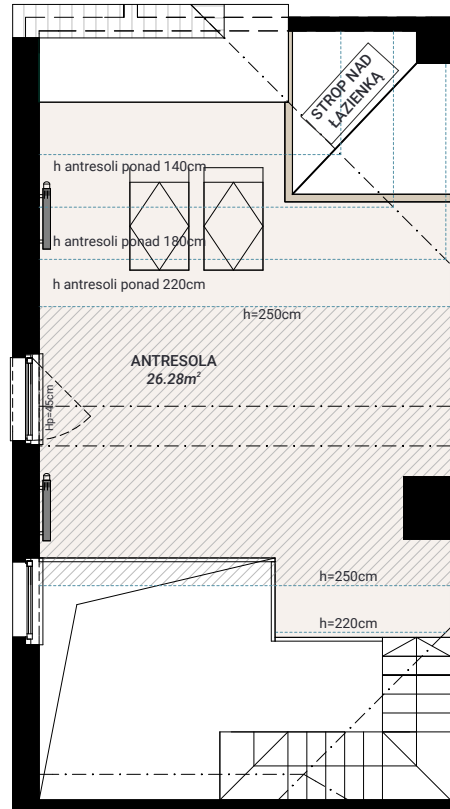 STROP NAD
ŁAZIENKĄ
h antresoli ponad 140cm
h antresoli ponad 180cm
h antresoli ponad 220cm
h=250cm
ANTRESOLA
26.28m²
Hp=45cm
h=250cm
h=220cm